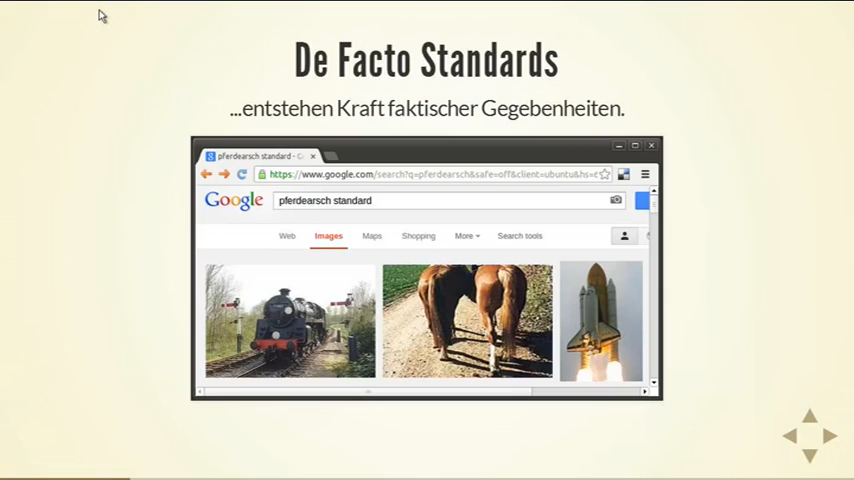 De Facto Standards
...entstehen Kraft faktischer Gegebenheiten.
pferdearsch standard - G
https://www.google.com/search?q=pferdearsch&safe=off&client=ubuntu&hs=
Google
pferdearsch standard
Web Images Maps Shopping More Search tools